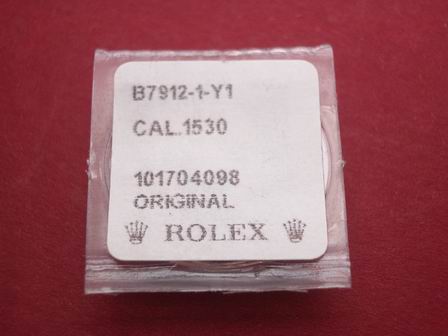 B7912-1-Y1
CAL.1530
101704098
ORIGINAL
ROLEX